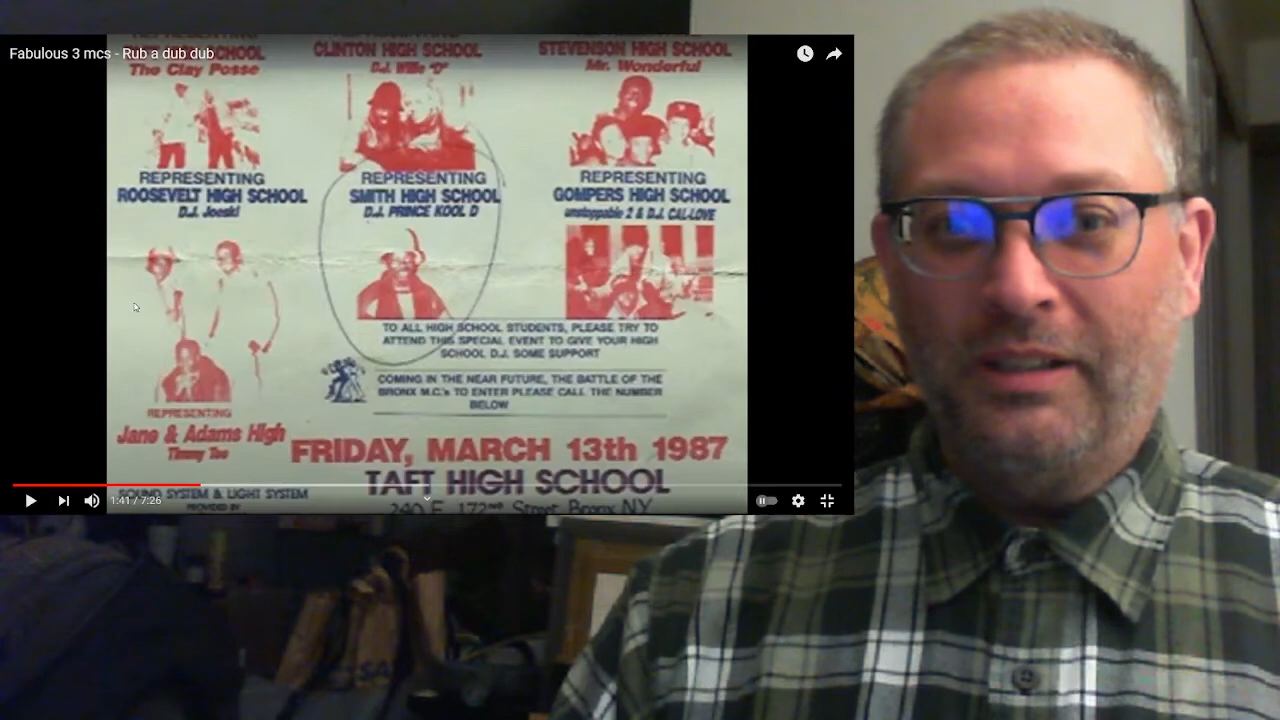 Fabulous 3 mcs - Rub a dub dub
REPRESENTING
SCHOOL
The Clay Posse
CLINTON HIGH SCHOOL
D.J. Wille "D"
STEVENSON HIGH SCHOOL
Mr. Wonderful
REPRESENTING
ROOSEVELT HIGH SCHOOL
D.J. Joeski
REPRESENTING
SMITH HIGH SCHOOL
D.J. PRINCE KOOL D
REPRESENTING
GOMPERS HIGH SCHOOL
unstoppable 2 & D.J. CAL-LOVE
TO ALL HIGH SCHOOL STUDENTS, PLEASE TRY TO
ATTEND THIS SPECIAL EVENT TO GIVE YOUR HIGH
SCHOOL D.J. SOME SUPPORT
COMING IN THE NEAR FUTURE, THE BATTLE OF THE
BRONX M.C.'s TO ENTER PLEASE CALL THE NUMBER
BELOW
REPRESENTING
Jane & Adams High
Timmy Tee
FRIDAY, MARCH 13th 1987
TAFT HIGH SCHOOL
240 E. 172nd Street, Bronx NY
SOUND SYSTEM & LIGHT SYSTEM
PROVIDED BY
1:41 / 7:26